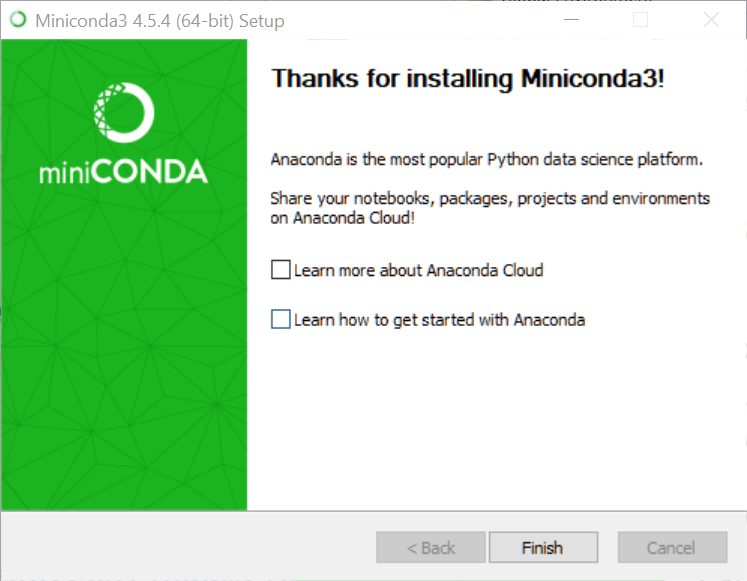 Miniconda3 4.5.4 (64-bit) Setup
miniCONDA
Thanks for installing Miniconda3!
Anaconda is the most popular Python data science platform.
Share your notebooks, packages, projects and environments
on Anaconda Cloud!
Learn more about Anaconda Cloud
Learn how to get started with Anaconda
< Back
Finish
Cancel